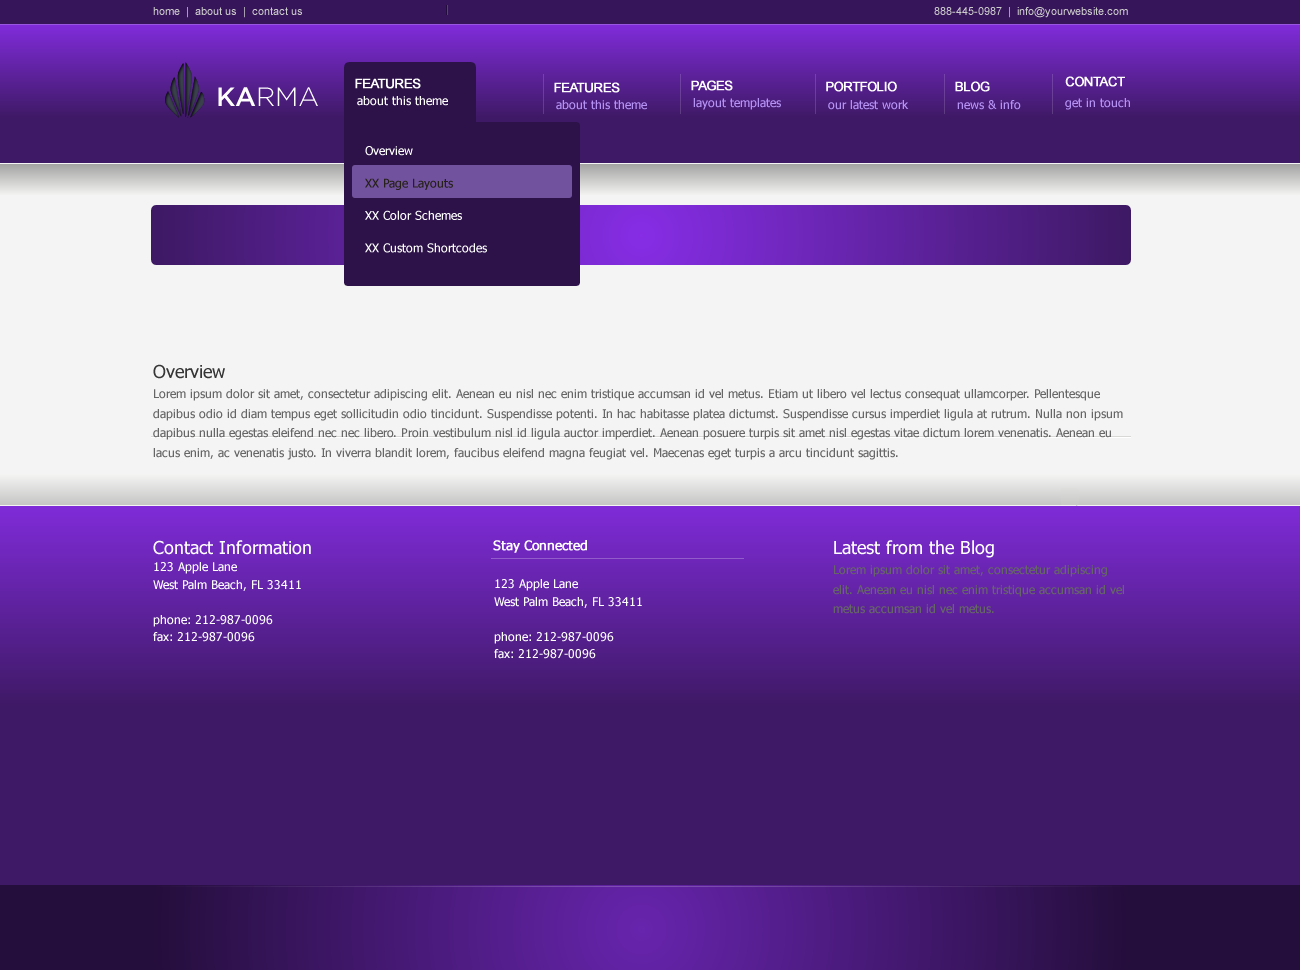 home | about us | contact us
888-445-0987 | info@yourwebsite.com
KARMA
FEATURES
about this theme
FEATURES
about this theme
PAGES
layout templates
PORTFOLIO
our latest work
BLOG
news & info
CONTACT
get in touch
Overview
XX Page Layouts
XX Color Schemes
XX Custom Shortcodes
Overview
Lorem ipsum dolor sit amet, consectetur adipiscing elit. Aenean eu nisl nec enim tristique accumsan id vel metus. Etiam ut libero vel lectus consequat ullamcorper. Pellentesque
dapibus odio id diam tempus eget sollicitudin odio tincidunt. Suspendisse potenti. In hac habitasse platea dictumst. Suspendisse cursus imperdiet ligula at rutrum. Nulla non ipsum
dapibus nulla egestas eleifend nec nec libero. Proin vestibulum nisl id ligula auctor imperdiet. Aenean posuere turpis sit amet nisl egestas vitae dictum lorem venenatis. Aenean eu
lacus enim, ac venenatis justo. In viverra blandit lorem, faucibus eleifend magna feugiat vel. Maecenas eget turpis a arcu tincidunt sagittis.
Contact Information
123 Apple Lane
West Palm Beach, FL 33411
phone: 212-987-0096
fax: 212-987-0096
Stay Connected
123 Apple Lane
West Palm Beach, FL 33411
phone: 212-987-0096
fax: 212-987-0096
Latest from the Blog
Lorem ipsum dolor sit amet, consectetur adipiscing
elit. Aenean eu nisl nec enim tristique accumsan id vel
metus accumsan id vel metus.